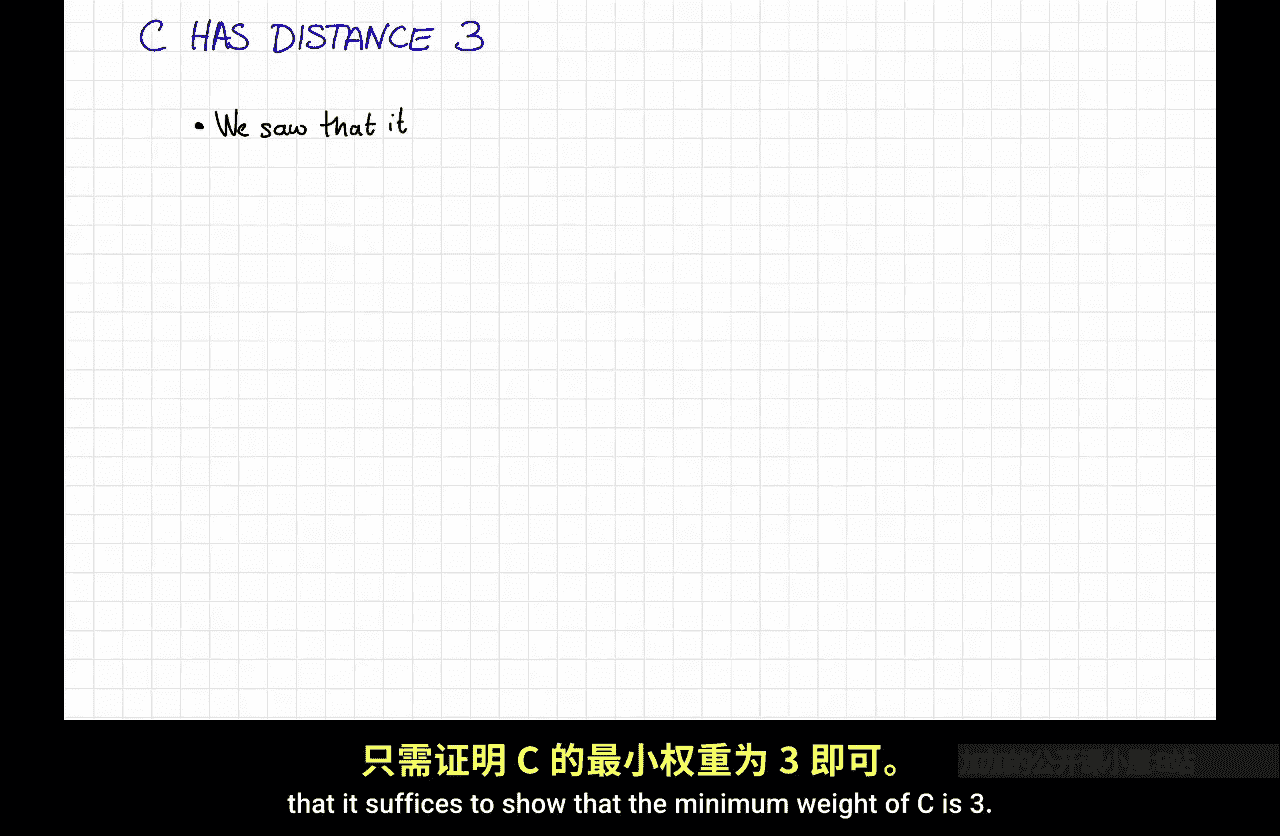 C HAS DISTANCE 3
• We saw that it
只需证明 C 的最小权重为 3 即可。
that it suffices to show that the minimum weight of C is 3.